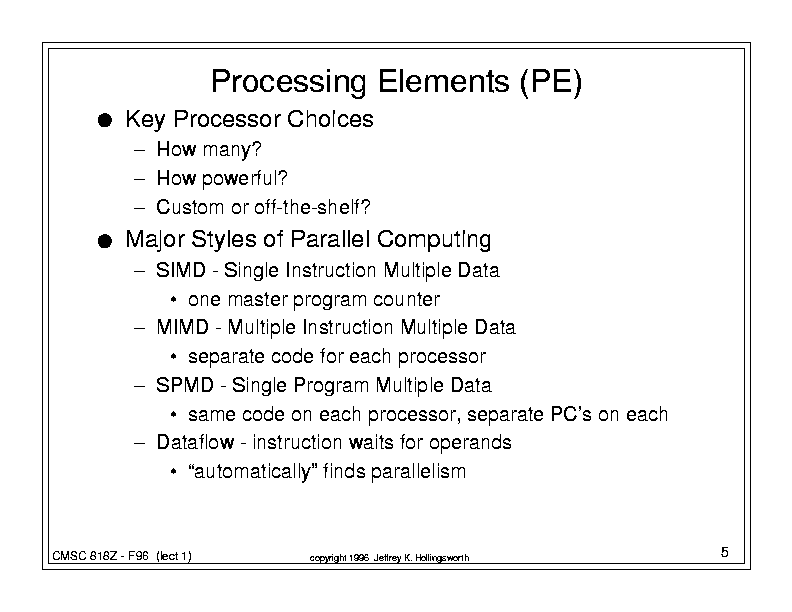 Processing Elements (PE)
● Key Processor Choices
– How many?
– How powerful?
– Custom or off-the-shelf?
● Major Styles of Parallel Computing
– SIMD - Single Instruction Multiple Data
• one master program counter
– MIMD - Multiple Instruction Multiple Data
• separate code for each processor
– SPMD - Single Program Multiple Data
• same code on each processor, separate PC’s on each
– Dataflow - instruction waits for operands
• “automatically” finds parallelism
CMSC 818Z - F96 (lect 1)
copyright 1996 Jeffrey K. Hollingsworth
5